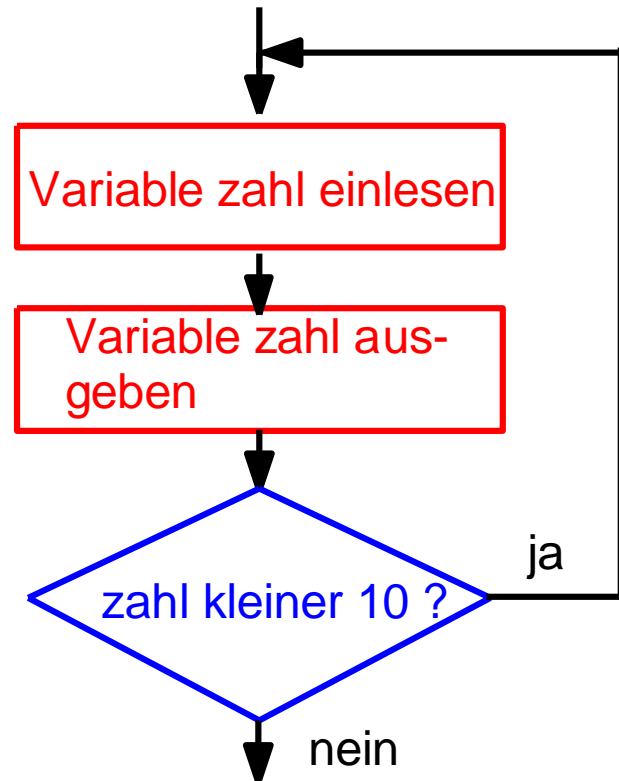 Variable zahl einlesen
Variable zahl aus-
geben
zahl kleiner 10 ?
ja
nein